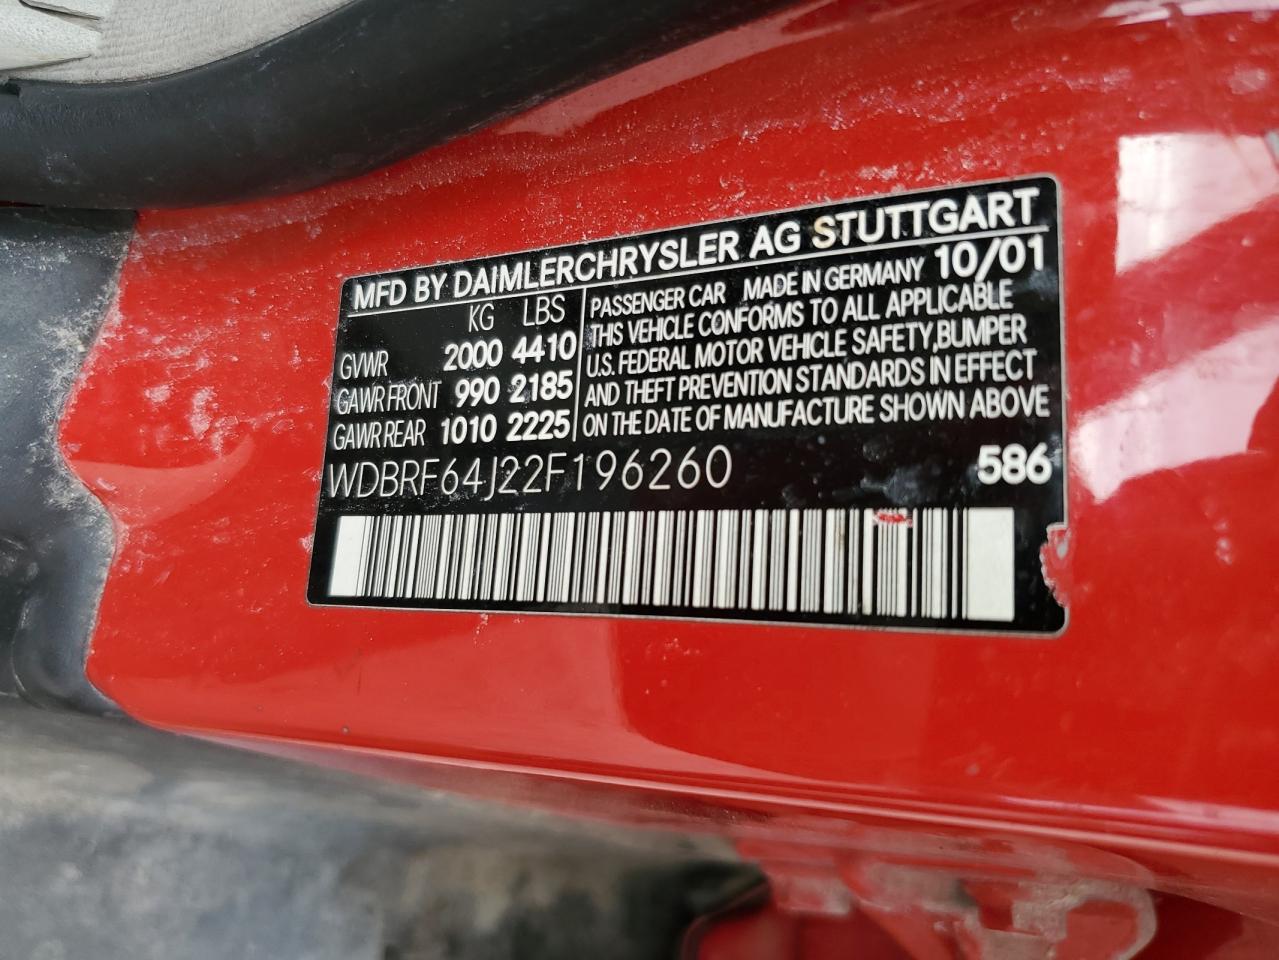 MFD BY DAIMLERCHRYSLER AG STUTTGART
KG LBS
GVWR 2000 4410
GAWR FRONT 990 2185
GAWR REAR 1010 2225
PASSENGER CAR MADE IN GERMANY 10/01
THIS VEHICLE CONFORMS TO ALL APPLICABLE
U.S. FEDERAL MOTOR VEHICLE SAFETY, BUMPER
AND THEFT PREVENTION STANDARDS IN EFFECT
ON THE DATE OF MANUFACTURE SHOWN ABOVE
WDBRF64J22F196260 586